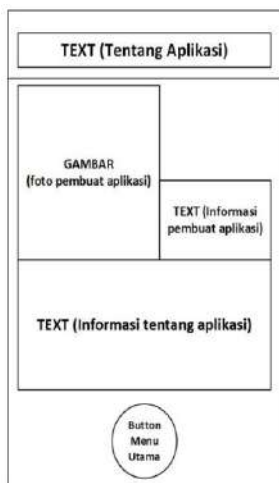 TEXT (Tentang Aplikasi)
GAMBAR
(foto pembuat aplikasi)
TEXT (Informasi
pembuat aplikasi)
TEXT (Informasi tentang aplikasi)
Button
Menu
Utama